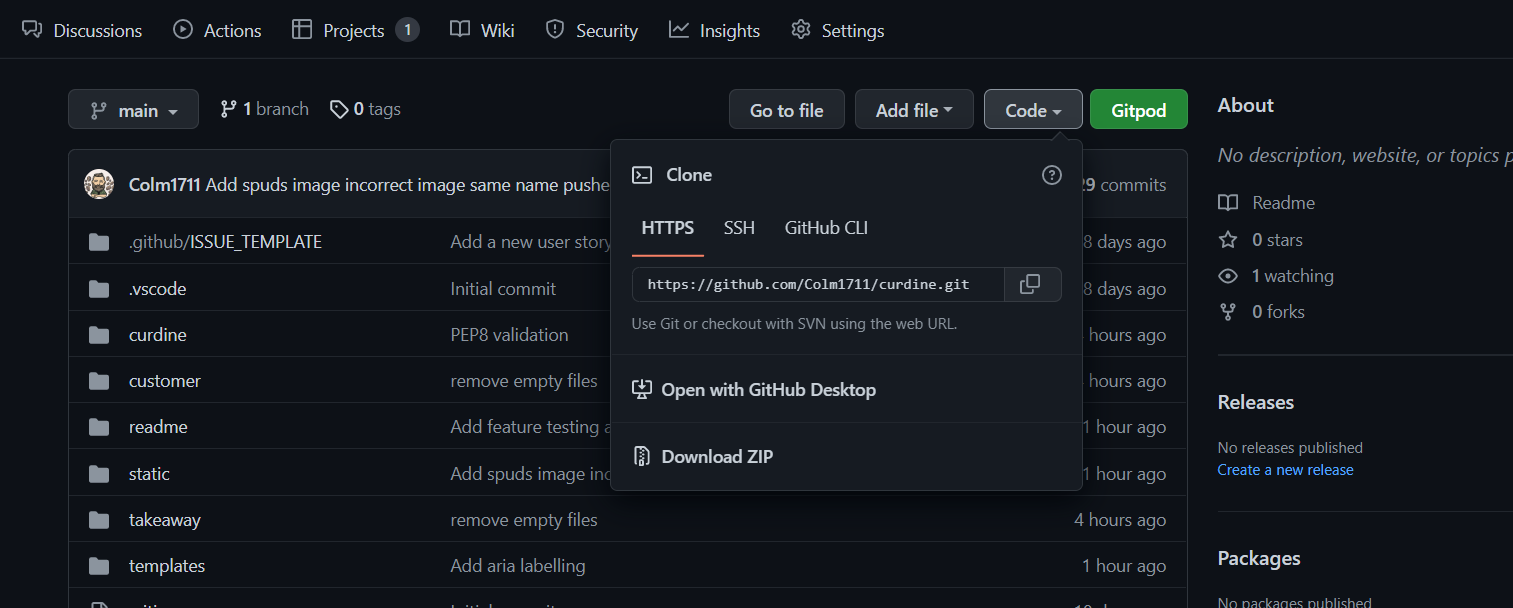 Discussions Actions Projects 1 Wiki Security Insights Settings
main 1 branch 0 tags Go to file Add file Code Gitpod
About
No description, website, or topics
Readme
0 stars
1 watching
0 forks
Releases
No releases published
Create a new release
Packages
No packages published
Colm1711 Add spuds image incorrect image same name pushe 29 commits
.github/ISSUE_TEMPLATE Add a new user story 8 days ago
.vscode Initial commit 8 days ago
curdine PEP8 validation hours ago
customer remove empty files hours ago
readme Add feature testing 1 hour ago
static Add spuds image 1 hour ago
takeaway remove empty files 4 hours ago
templates Add aria labelling 1 hour ago
Clone
HTTPS SSH GitHub CLI
https://github.com/Colm1711/curdine.git
Use Git or checkout with SVN using the web URL.
Open with GitHub Desktop
Download ZIP